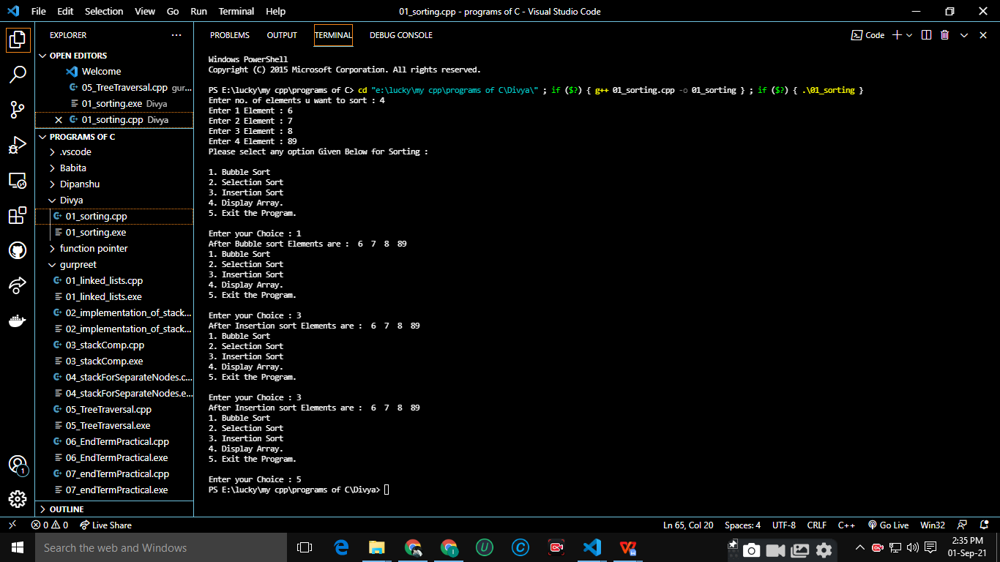 File Edit Selection View Go Run Terminal Help
01_sorting.cpp - programs of C - Visual Studio Code
EXPLORER
OPEN EDITORS
Welcome
05_TreeTraversal.cpp gur...
01_sorting.exe Divya
01_sorting.cpp Divya
PROGRAMS OF C
.vscode
Babita
Dipanshu
Divya
01_sorting.cpp
01_sorting.exe
function pointer
gurpreet
01_linked_lists.cpp
01_linked_lists.exe
02_implementation_of_stack...
02_implementation_of_stack...
03_stackComp.cpp
03_stackComp.exe
04_stackForSeparateNodes.c...
04_stackForSeparateNodes.e...
05_TreeTraversal.cpp
05_TreeTraversal.exe
06_EndTermPractical.cpp
06_EndTermPractical.exe
07_endTermPractical.cpp
07_endTermPractical.exe
OUTLINE
1
PROBLEMS OUTPUT TERMINAL DEBUG CONSOLE
Code
Windows PowerShell
Copyright (C) 2015 Microsoft Corporation. All rights reserved.
PS E:\lucky\my cpp\programs of C> cd "e:\lucky\my cpp\programs of C\Divya\" ; if ($?) { g++ 01_sorting.cpp -o 01_sorting } ; if ($?) { .\01_sorting }
Enter no. of elements u want to sort : 4
Enter 1 Element : 6
Enter 2 Element : 7
Enter 3 Element : 8
Enter 4 Element : 89
Please select any option Given Below for Sorting :
1. Bubble Sort
2. Selection Sort
3. Insertion Sort
4. Display Array.
5. Exit the Program.
Enter your Choice : 1
After Bubble sort Elements are :  6  7  8  89
1. Bubble Sort
2. Selection Sort
3. Insertion Sort
4. Display Array.
5. Exit the Program.
Enter your Choice : 3
After Insertion sort Elements are :  6  7  8  89
1. Bubble Sort
2. Selection Sort
3. Insertion Sort
4. Display Array.
5. Exit the Program.
Enter your Choice : 3
After Insertion sort Elements are :  6  7  8  89
1. Bubble Sort
2. Selection Sort
3. Insertion Sort
4. Display Array.
5. Exit the Program.
Enter your Choice : 5
PS E:\lucky\my cpp\programs of C\Divya>
0 0 Live Share
Ln 65, Col 20 Spaces: 4 UTF-8 CRLF C++ Go Live Win32
Search the web and Windows
2:35 PM
01-Sep-21